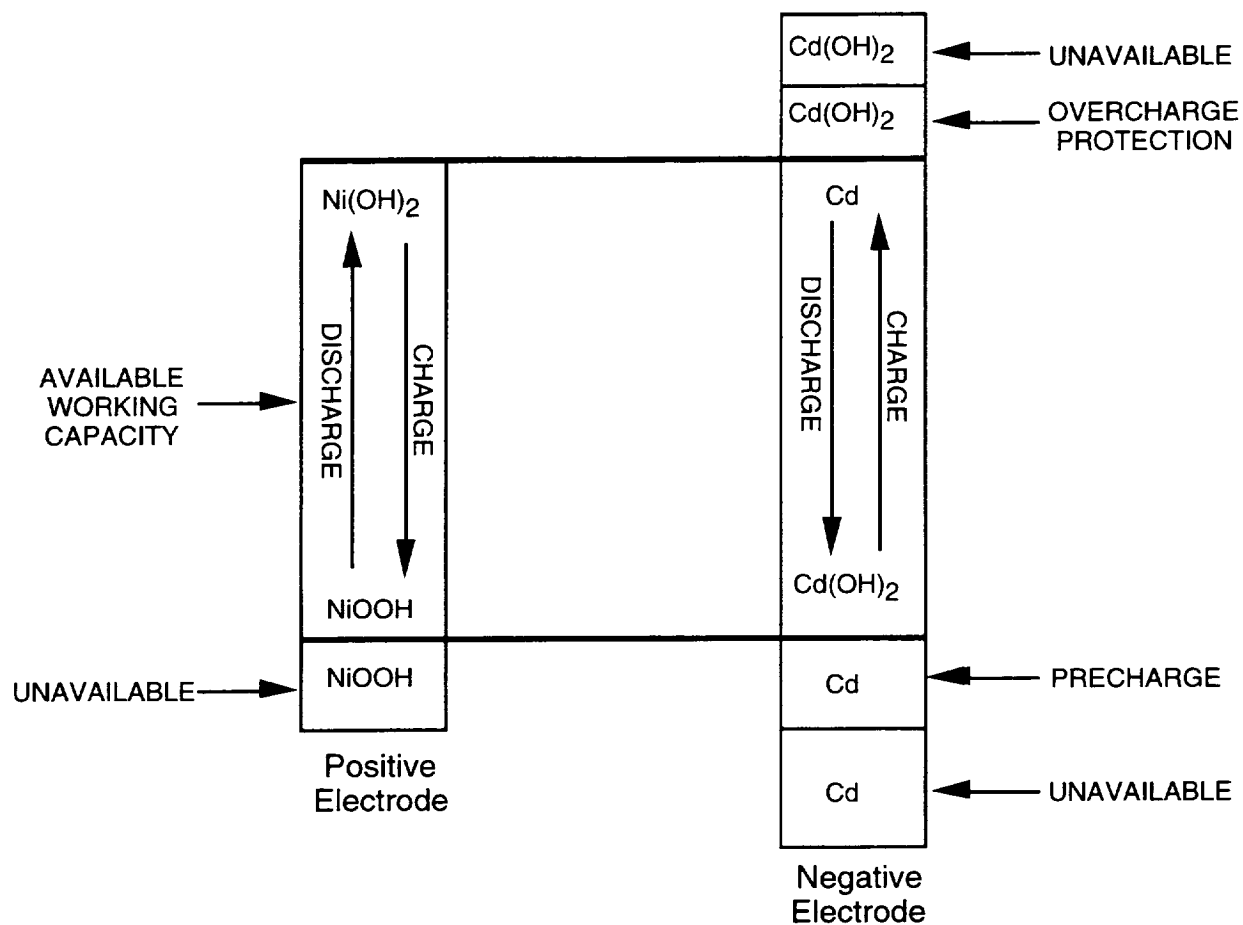 Cd(OH)2
UNAVAILABLE
Cd(OH)2
OVERCHARGE
PROTECTION
Ni(OH)2
Cd
DISCHARGE
CHARGE
DISCHARGE
CHARGE
AVAILABLE
WORKING
CAPACITY
NiOOH
Cd(OH)2
UNAVAILABLE
NiOOH
Cd
PRECHARGE
Positive
Electrode
Cd
UNAVAILABLE
Negative
Electrode